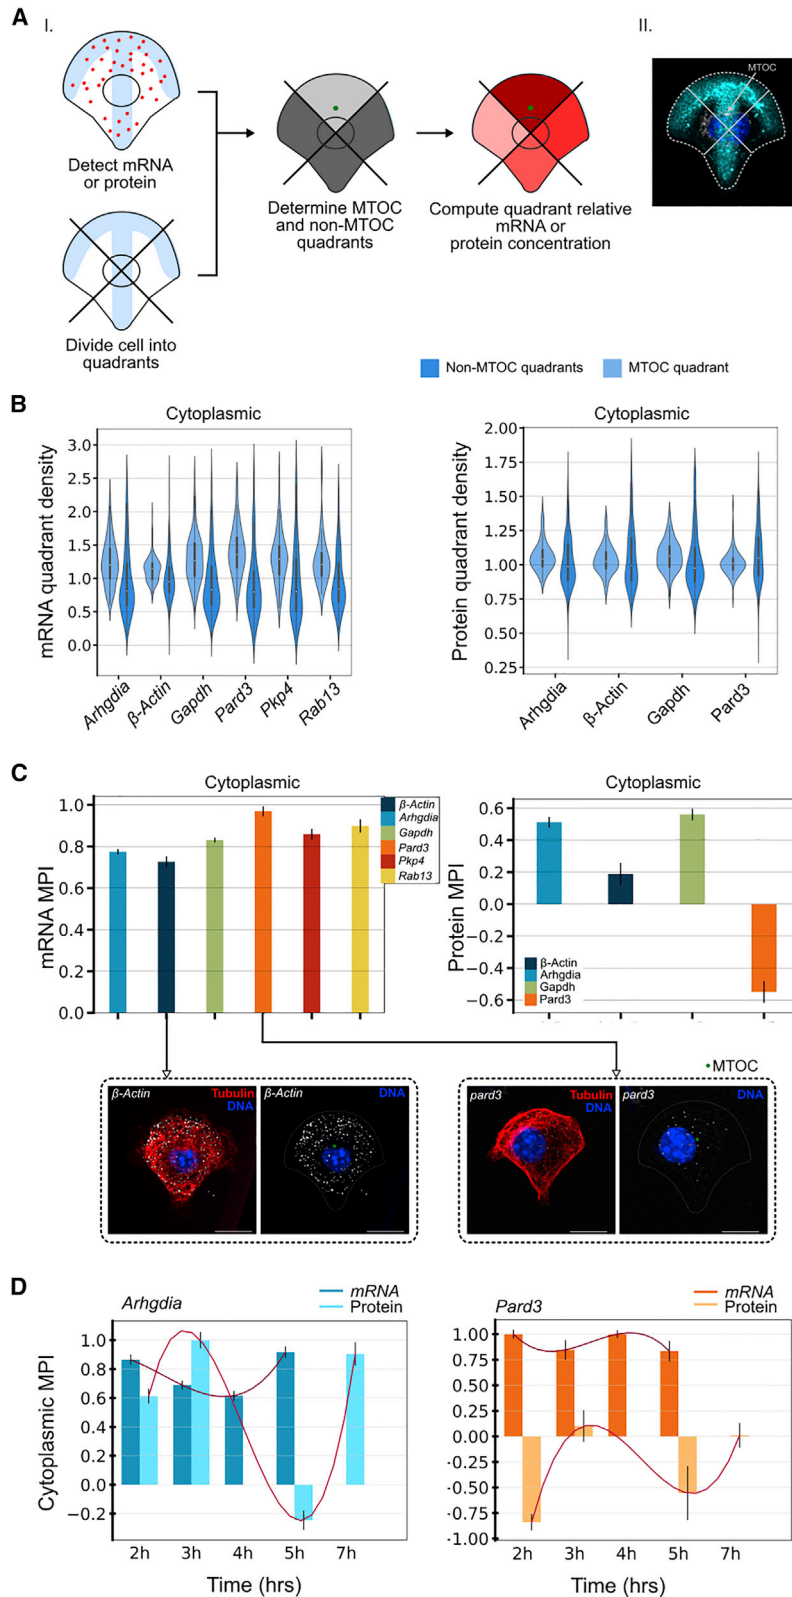 A
I.
II.
Detect mRNA
or protein
Divide cell into
quadrants
Determine MTOC
and non-MTOC
quadrants
Compute quadrant relative
mRNA or
protein concentration
MTOC
Non-MTOC quadrants
MTOC quadrant
B
Cytoplasmic
mRNA quadrant density
3.0
2.5
2.0
1.5
1.0
0.5
0.0
Arhgdia
β-Actin
Gapdh
Pard3
Pkp4
Rab13
Cytoplasmic
Protein quadrant density
2.00
1.75
1.50
1.25
1.00
0.75
0.50
0.25
Arhgdia
β-Actin
Gapdh
Pard3
C
Cytoplasmic
mRNA MPI
1.0
0.8
0.6
0.4
0.2
0.0
β-Actin
Arhgdia
Gapdh
Pard3
Pkp4
Rab13
Cytoplasmic
Protein MPI
0.6
0.4
0.2
0.0
−0.2
−0.4
−0.6
β-Actin
Arhgdia
Gapdh
Pard3
MTOC
β-Actin
Tubulin
DNA
β-Actin
DNA
pard3
Tubulin
DNA
pard3
DNA
D
Arhgdia
mRNA
Protein
Cytoplasmic MPI
1.0
0.8
0.6
0.4
0.2
0.0
−0.2
2h
3h
4h
5h
7h
Time (hrs)
Pard3
mRNA
Protein
1.00
0.75
0.50
0.25
0.00
-0.25
-0.50
-0.75
-1.00
2h
3h
4h
5h
7h
Time (hrs)